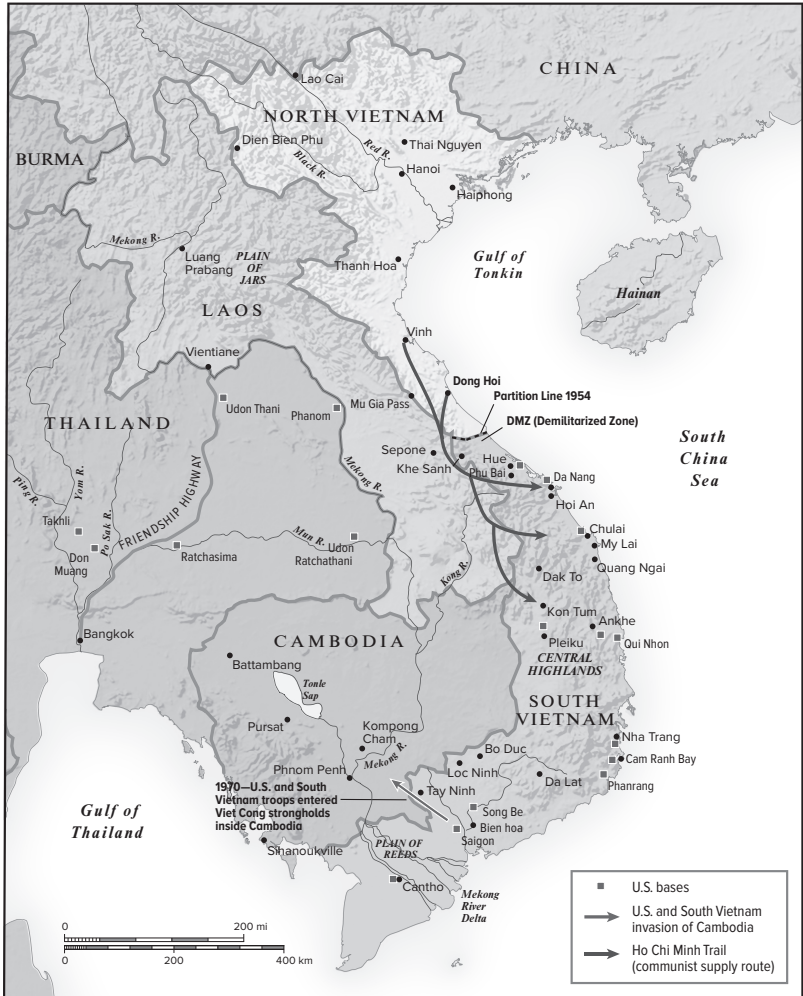 CHINA
Lao Cai
NORTH VIETNAM
Dien Bien Phu
Red R.
Thai Nguyen
BURMA
Black R.
Hanoi
Haiphong
Mekong R.
Luang
Prabang
PLAIN
OF
JARS
Thanh Hoa
Gulf of
Tonkin
Hainan
LAOS
Vinh
Vientiane
Dong Hoi
Udon Thani
Phanom
Mu Gia Pass
Partition Line 1954
DMZ (Demilitarized Zone)
THAILAND
South
China
Sea
Sepone
Khe Sanh
Hue
Phu Bai
Da Nang
Hoi An
Ping R.
Yom R.
Po Sak R.
FRIENDSHIP HIGHWAY
Mekong R.
Takhli
Don
Muang
Ratchasima
Mun R.
Udon
Ratchathani
Kong R.
Chulai
My Lai
Quang Ngai
Dak To
Kon Tum
Ankhe
Bangkok
CAMBODIA
Pleiku
Qui Nhon
CENTRAL
HIGHLANDS
Battambang
Tonle
Sap
SOUTH
VIETNAM
Pursat
Kompong
Cham
Mekong R.
Nha Trang
Bo Duc
Cam Ranh Bay
Loc Ninh
Phnom Penh
Da Lat
Phanrang
1970—U.S. and South
Vietnam troops entered
Viet Cong strongholds
inside Cambodia
Tay Ninh
Song Be
Bien hoa
Saigon
Gulf of
Thailand
Sihanoukville
PLAIN OF
REEDS
Cantho
Mekong
River
Delta
U.S. bases
U.S. and South Vietnam
invasion of Cambodia
Ho Chi Minh Trail
(communist supply route)
0 200 mi
0 200 400 km